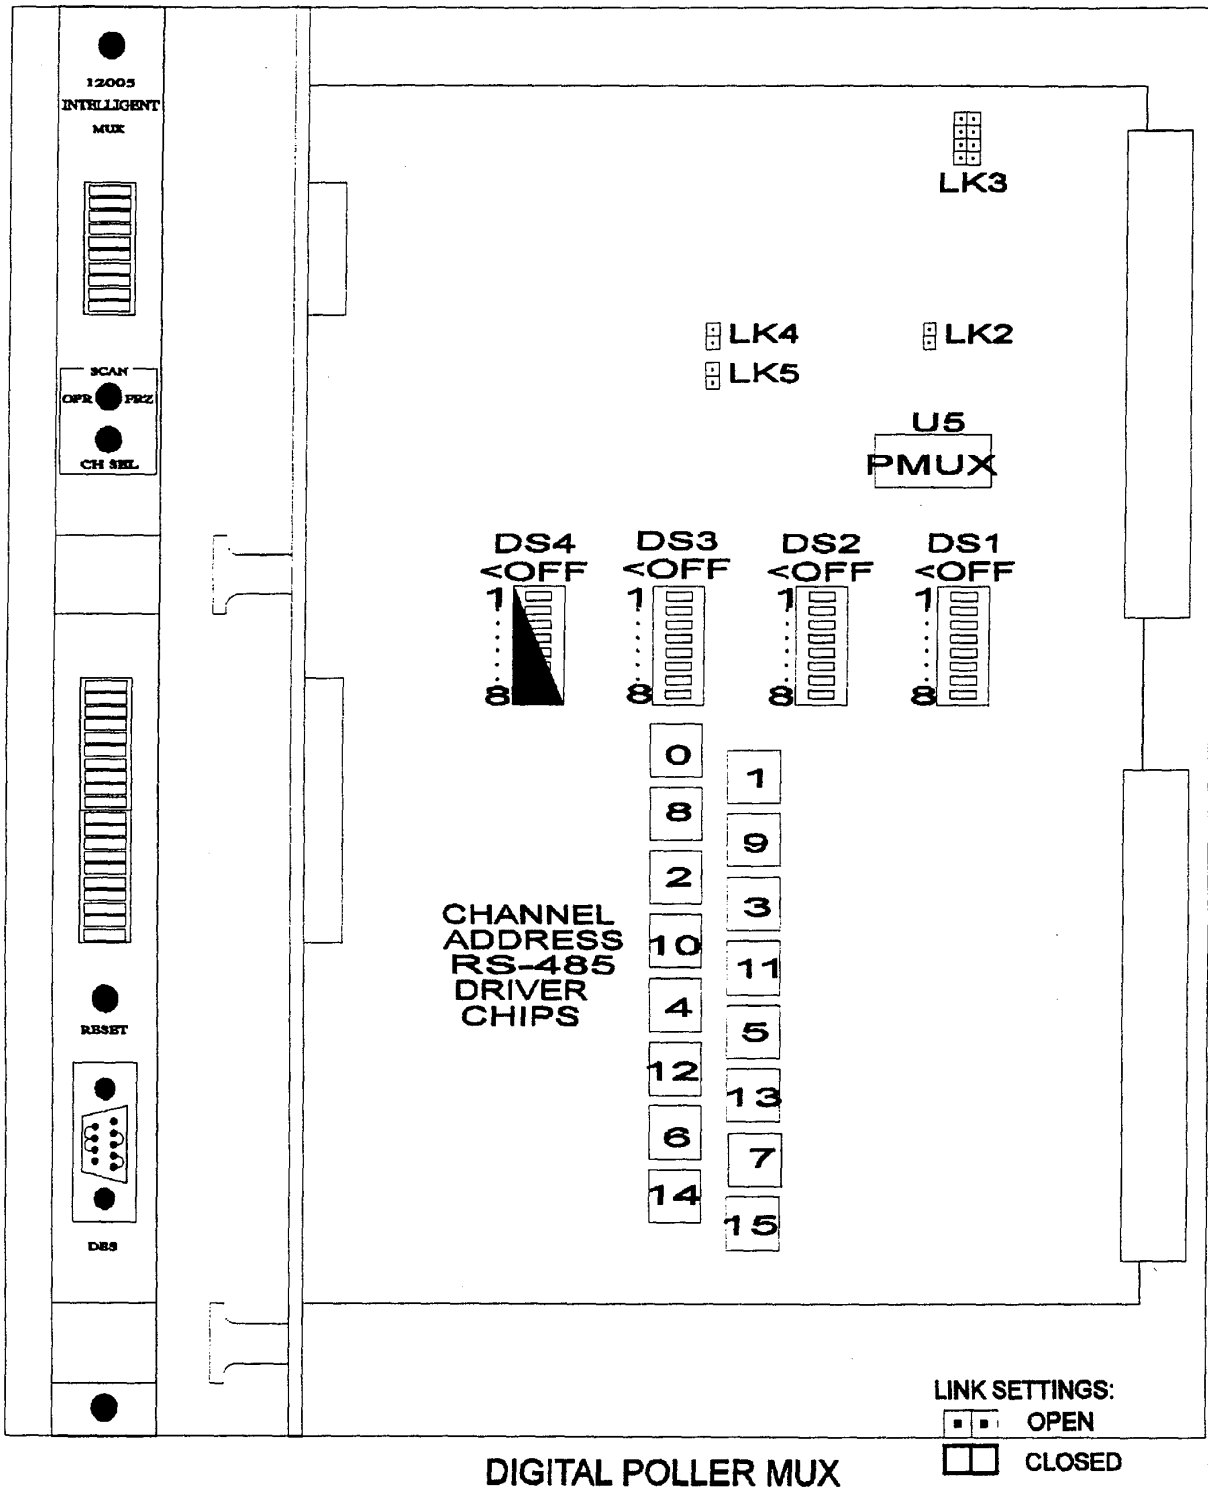 12005
INTELLIGENT
MUX
SCAN
OPR FRZ
CH SEL
RESET
DES
LK3
LK4
LK2
LK5
U5
PMUX
DS4 DS3 DS2 DS1
<OFF <OFF <OFF <OFF
1 1 1 1
8 8 8 8
0
1
8
9
2
3
CHANNEL
ADDRESS
RS-485
DRIVER
CHIPS
10
11
4
5
12
13
6
7
14
15
LINK SETTINGS:
OPEN
CLOSED
DIGITAL POLLER MUX